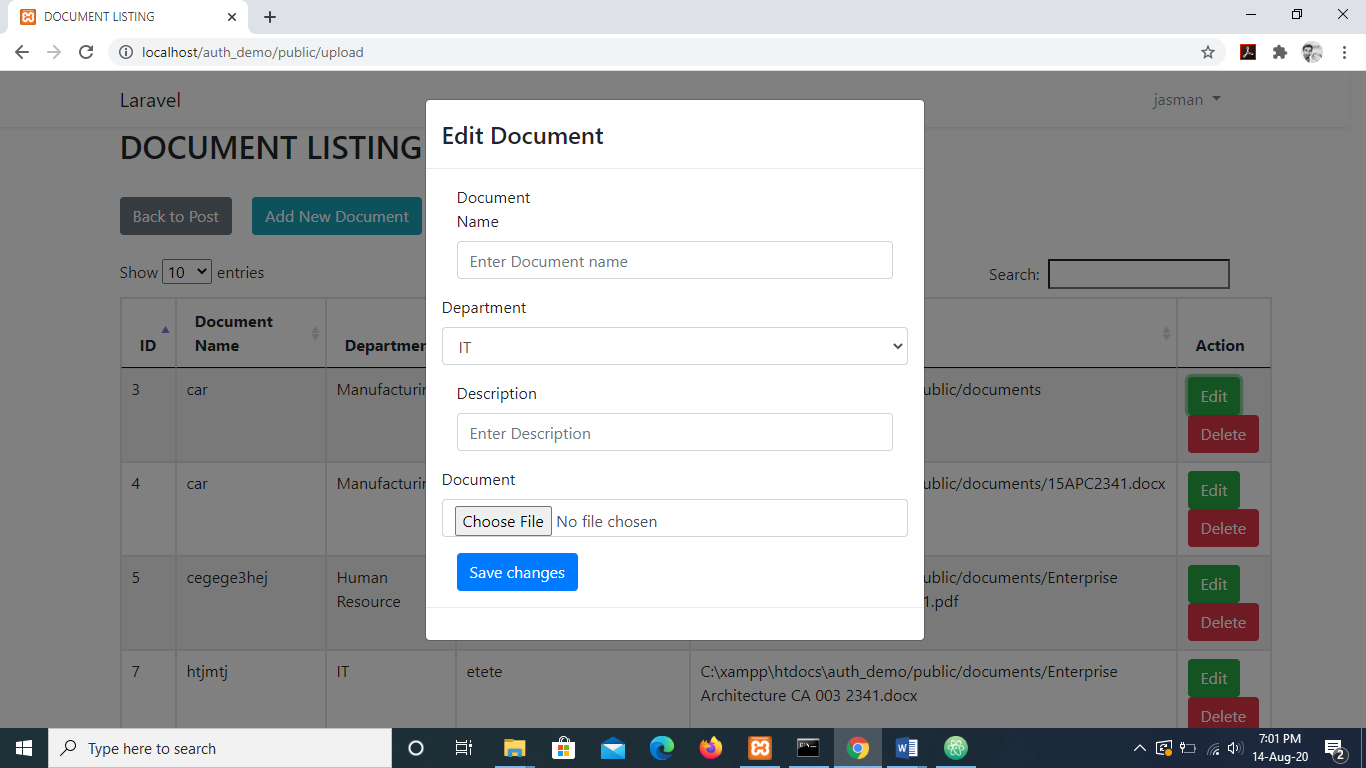 DOCUMENT LISTING
localhost/auth_demo/public/upload
Laravel
jasman
DOCUMENT LISTING
Back to Post
Add New Document
Show 10 entries
Search:
ID
Document
Name
Action
3
car
ublic/documents
Edit
Delete
4
car
ublic/documents/15APC2341.docx
Edit
Delete
5
cegege3hej
Human
Resource
ublic/documents/Enterprise
1.pdf
Edit
Delete
7
htjmtj
IT
etete
C:\xampp\htdocs\auth_demo/public/documents/Enterprise
Architecture CA 003 2341.docx
Edit
Delete
Edit Document
Document
Name
Enter Document name
Department
IT
Description
Enter Description
Document
Choose File No file chosen
Save changes
Type here to search
7:01 PM
14-Aug-20
2